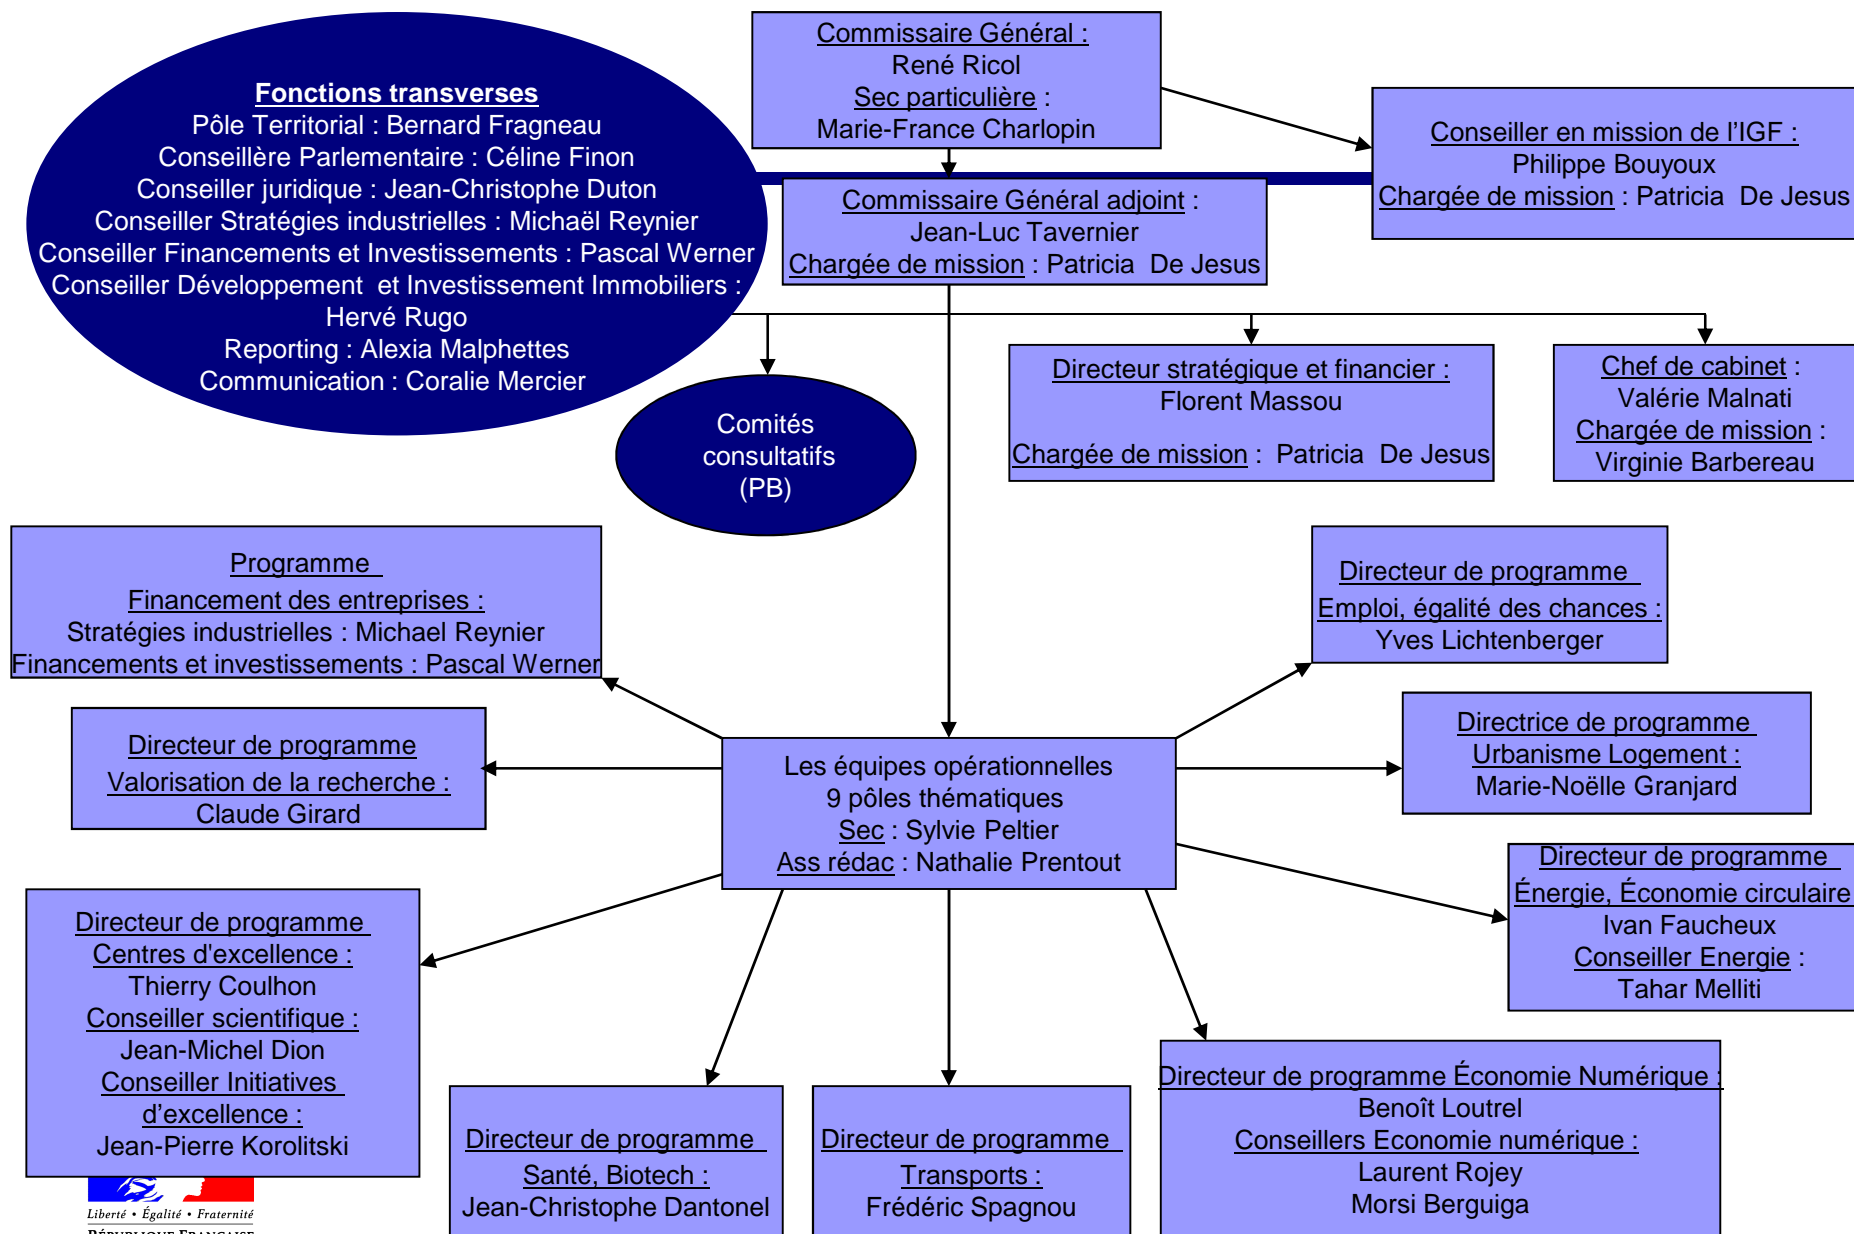 Commissaire Général :
René Ricol
Sec particulière :
Marie-France Charlopin
Fonctions transverses
Pôle Territorial : Bernard Fragneau
Conseillère Parlementaire : Céline Finon
Conseiller juridique : Jean-Christophe Duton
Conseiller Stratégies industrielles : Michaël Reynier
Conseiller Financements et Investissements : Pascal Werner
Conseiller Développement et Investissement Immobiliers :
Hervé Rugo
Reporting : Alexia Malphettes
Communication : Coralie Mercier
Conseiller en mission de l’IGF :
Philippe Bouyoux
Chargée de mission : Patricia De Jesus
Commissaire Général adjoint :
Jean-Luc Tavernier
Chargée de mission : Patricia De Jesus
Comités
consultatifs
(PB)
Directeur stratégique et financier :
Florent Massou
Chargée de mission : Patricia De Jesus
Chef de cabinet :
Valérie Malnati
Chargée de mission :
Virginie Barbereau
Programme
Financement des entreprises :
Stratégies industrielles : Michael Reynier
Financements et investissements : Pascal Werner
Directeur de programme
Emploi, égalité des chances :
Yves Lichtenberger
Directeur de programme
Valorisation de la recherche :
Claude Girard
Les équipes opérationnelles
9 pôles thématiques
Sec : Sylvie Peltier
Ass rédac : Nathalie Prentout
Directrice de programme
Urbanisme Logement :
Marie-Noëlle Granjard
Directeur de programme
Énergie, Économie circulaire
Ivan Faucheux
Conseiller Energie :
Tahar Melliti
Directeur de programme
Centres d'excellence :
Thierry Coulhon
Conseiller scientifique :
Jean-Michel Dion
Conseiller Initiatives
d’excellence :
Jean-Pierre Korolitski
Directeur de programme
Santé, Biotech :
Jean-Christophe Dantonel
Directeur de programme
Transports :
Frédéric Spagnou
Directeur de programme Économie Numérique :
Benoît Loutrel
Conseillers Economie numérique :
Laurent Rojey
Morsi Berguiga
Liberté • Égalité • Fraternité
RÉPUBLIQUE FRANÇAISE